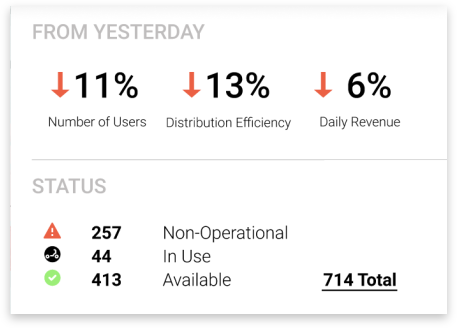 FROM YESTERDAY
↓11% ↓13% ↓ 6%
Number of Users Distribution Efficiency Daily Revenue
STATUS
257 Non-Operational
44 In Use
413 Available 714 Total